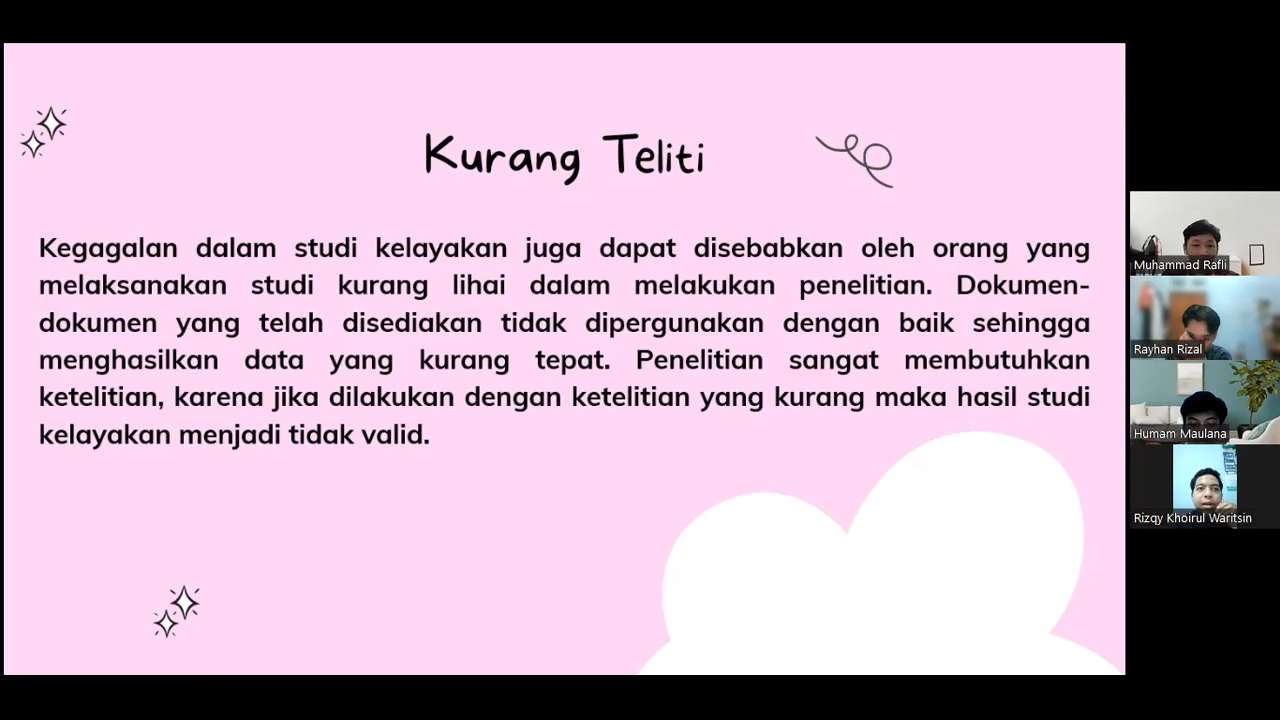 Kurang Teliti
Kegagalan dalam studi kelayakan juga dapat disebabkan oleh orang yang
melaksanakan studi kurang lihai dalam melakukan penelitian. Dokumen-
dokumen yang telah disediakan tidak dipergunakan dengan baik sehingga
menghasilkan data yang kurang tepat. Penelitian sangat membutuhkan
ketelitian, karena jika dilakukan dengan ketelitian yang kurang maka hasil studi
kelayakan menjadi tidak valid.
Muhammad Rafli
Rayhan Rizal
Humam Maulana
Rizqy Khoirul Waritsin